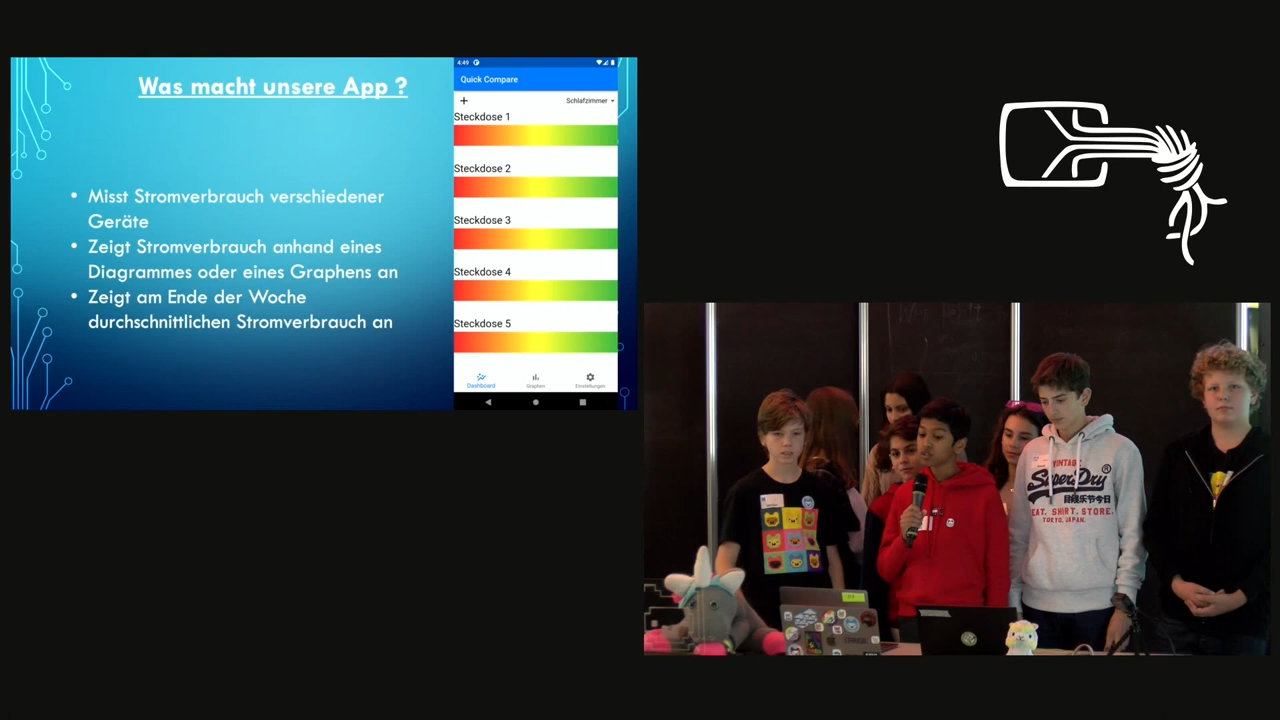 Was macht unsere App ?
• Misst Stromverbrauch verschiedener
Geräte
• Zeigt Stromverbrauch anhand eines
Diagrammes oder eines Graphens an
• Zeigt am Ende der Woche
durchschnittlichen Stromverbrauch an
4:49
Quick Compare
+
Schlafzimmer
Steckdose 1
Steckdose 2
Steckdose 3
Steckdose 4
Steckdose 5
Dashboard
Graphen
Einstellungen
VINTAGE
SuperDry®
EAT. SHIRT. STORE.
TOKYO. JAPAN.